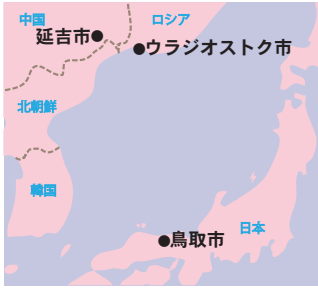 中国
ロシア
延吉市
ウラジオストク市
北朝鮮
韓国
日本
鳥取市